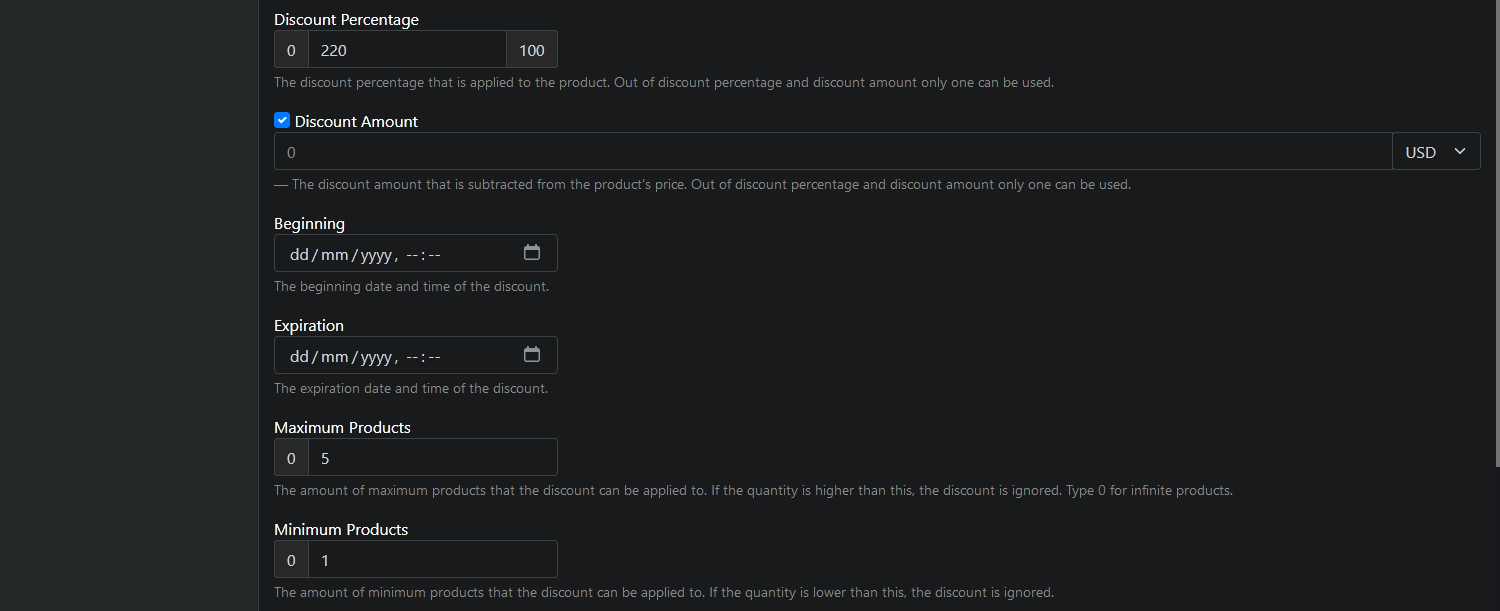 Discount Percentage
0 220 100
The discount percentage that is applied to the product. Out of discount percentage and discount amount only one can be used.
Discount Amount
0 USD
— The discount amount that is subtracted from the product's price. Out of discount percentage and discount amount only one can be used.
Beginning
dd/mm/yyyy, --:--
The beginning date and time of the discount.
Expiration
dd/mm/yyyy, --:--
The expiration date and time of the discount.
Maximum Products
0 5
The amount of maximum products that the discount can be applied to. If the quantity is higher than this, the discount is ignored. Type 0 for infinite products.
Minimum Products
0 1
The amount of minimum products that the discount can be applied to. If the quantity is lower than this, the discount is ignored.